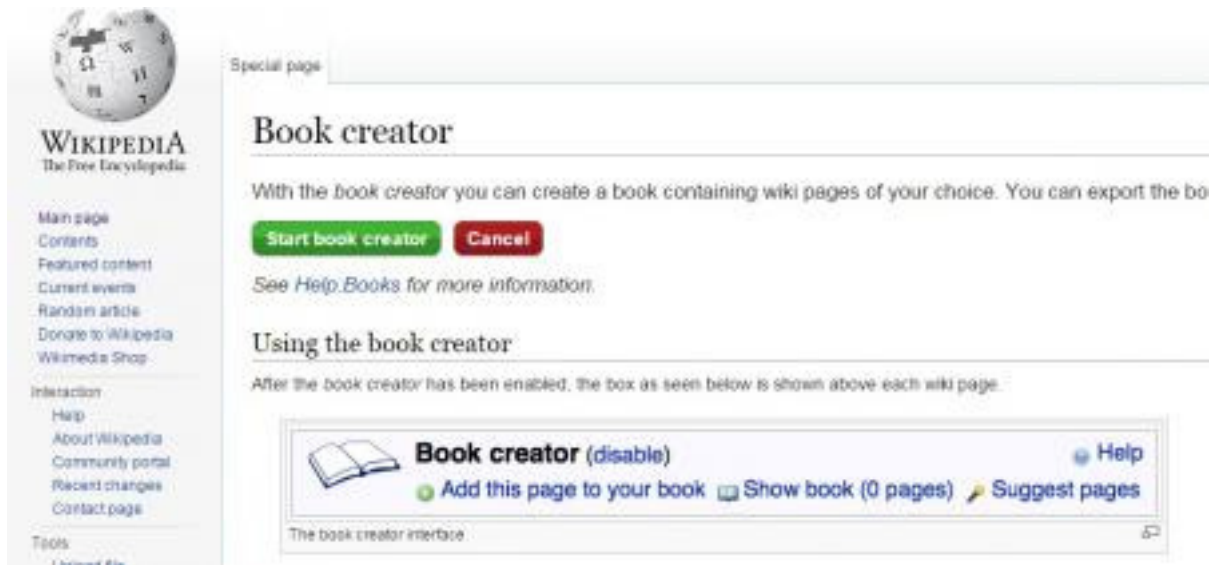 WIKIPEDIA
The Free Encyclopedia
Main page
Contents
Featured content
Current events
Random article
Donate to Wikipedia
Wikimedia Shop
Interaction
Help
About Wikipedia
Community portal
Recent changes
Contact page
Tools
Special page
Book creator
With the book creator you can create a book containing wiki pages of your choice. You can export the bo
Start book creator Cancel
See Help:Books for more information.
Using the book creator
After the book creator has been enabled, the box as seen below is shown above each wiki page.
Book creator (disable) Help
Add this page to your book Show book (0 pages) Suggest pages
The book creator interface